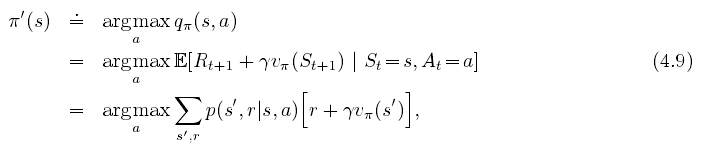 π′(s) ≐ argmax_a q_π(s, a)
= argmax_a 𝔼[R_{t+1} + γv_π(S_{t+1}) | S_t = s, A_t = a] (4.9)
= argmax_a ∑_{s′,r} p(s′, r|s, a)[r + γv_π(s′)],